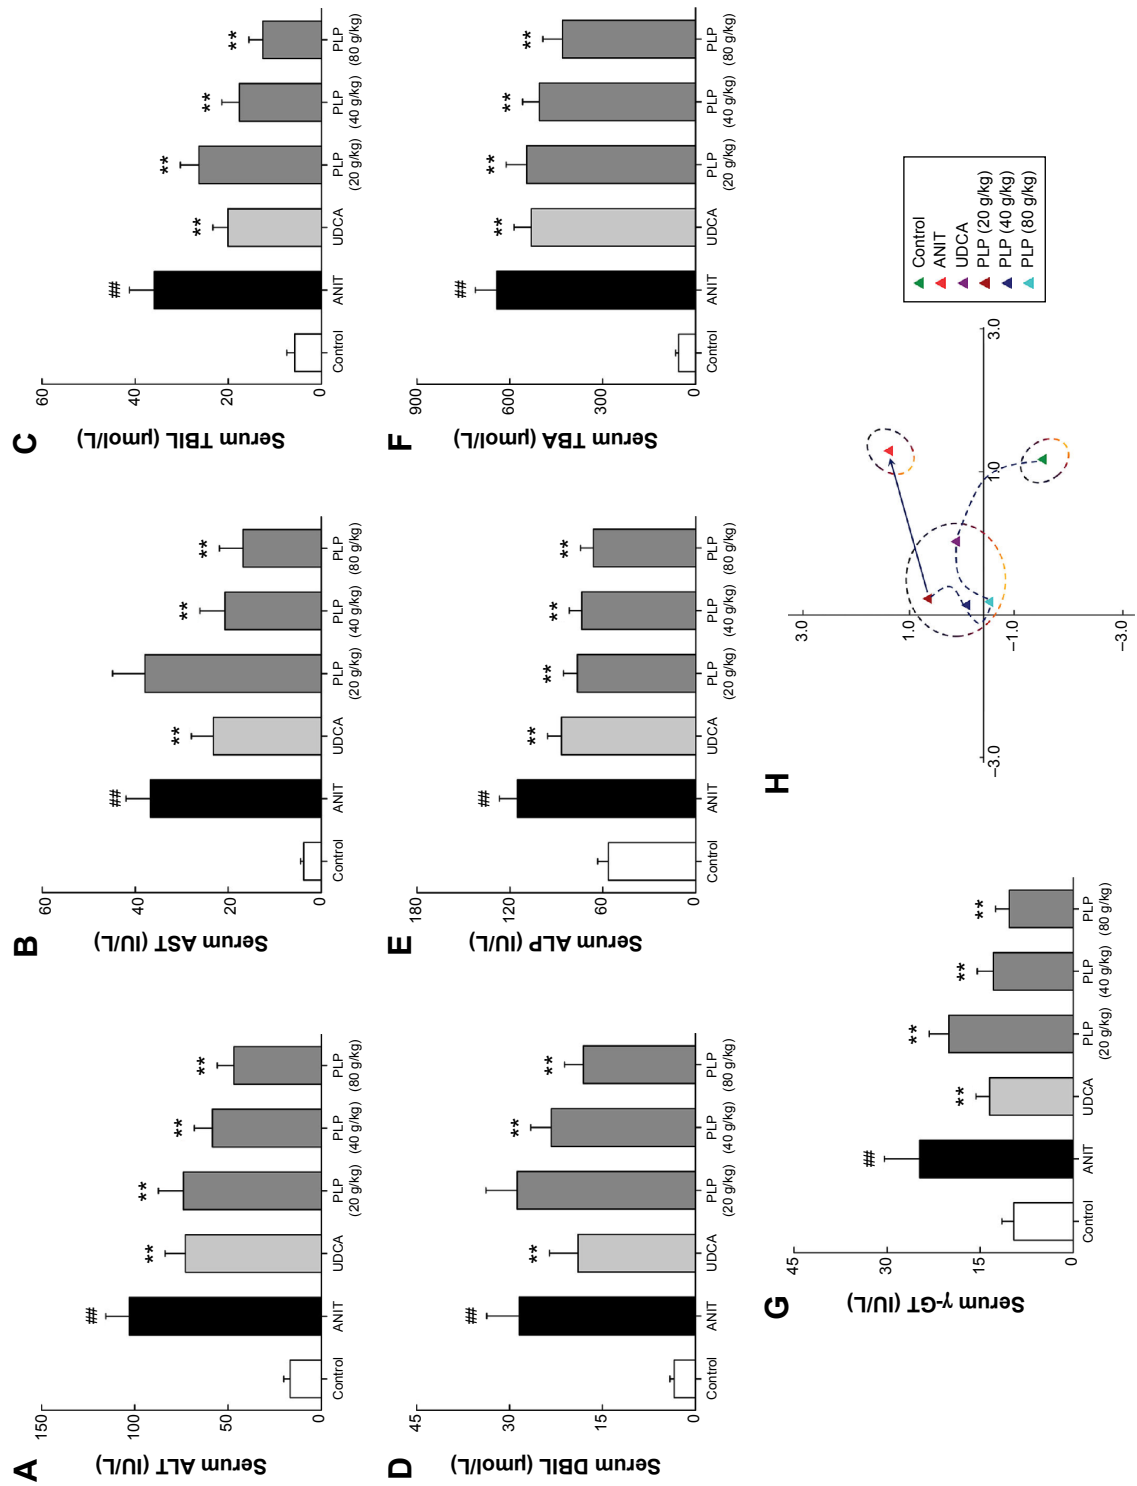 A
Serum ALT (IU/L)
150
100
50
0
##
**
**
**
**
Control
ANIT
UDCA
PLP
(20 g/kg)
PLP
(40 g/kg)
PLP
(80 g/kg)
B
Serum AST (IU/L)
60
40
20
0
##
**
**
**
Control
ANIT
UDCA
PLP
(20 g/kg)
PLP
(40 g/kg)
PLP
(80 g/kg)
C
Serum TBIL (µmol/L)
60
40
20
0
##
**
**
**
**
Control
ANIT
UDCA
PLP
(20 g/kg)
PLP
(40 g/kg)
PLP
(80 g/kg)
D
Serum DBIL (µmol/L)
45
30
15
0
##
**
**
**
Control
ANIT
UDCA
PLP
(20 g/kg)
PLP
(40 g/kg)
PLP
(80 g/kg)
E
Serum ALP (IU/L)
180
120
60
0
##
**
**
**
**
Control
ANIT
UDCA
PLP
(20 g/kg)
PLP
(40 g/kg)
PLP
(80 g/kg)
F
Serum TBA (µmol/L)
900
600
300
0
##
**
**
**
**
Control
ANIT
UDCA
PLP
(20 g/kg)
PLP
(40 g/kg)
PLP
(80 g/kg)
G
Serum γ-GT (IU/L)
45
30
15
0
##
**
**
**
**
Control
ANIT
UDCA
PLP
(20 g/kg)
PLP
(40 g/kg)
PLP
(80 g/kg)
H
3.0
1.0
−1.0
−3.0
−3.0
1.0
3.0
Control
ANIT
UDCA
PLP (20 g/kg)
PLP (40 g/kg)
PLP (80 g/kg)